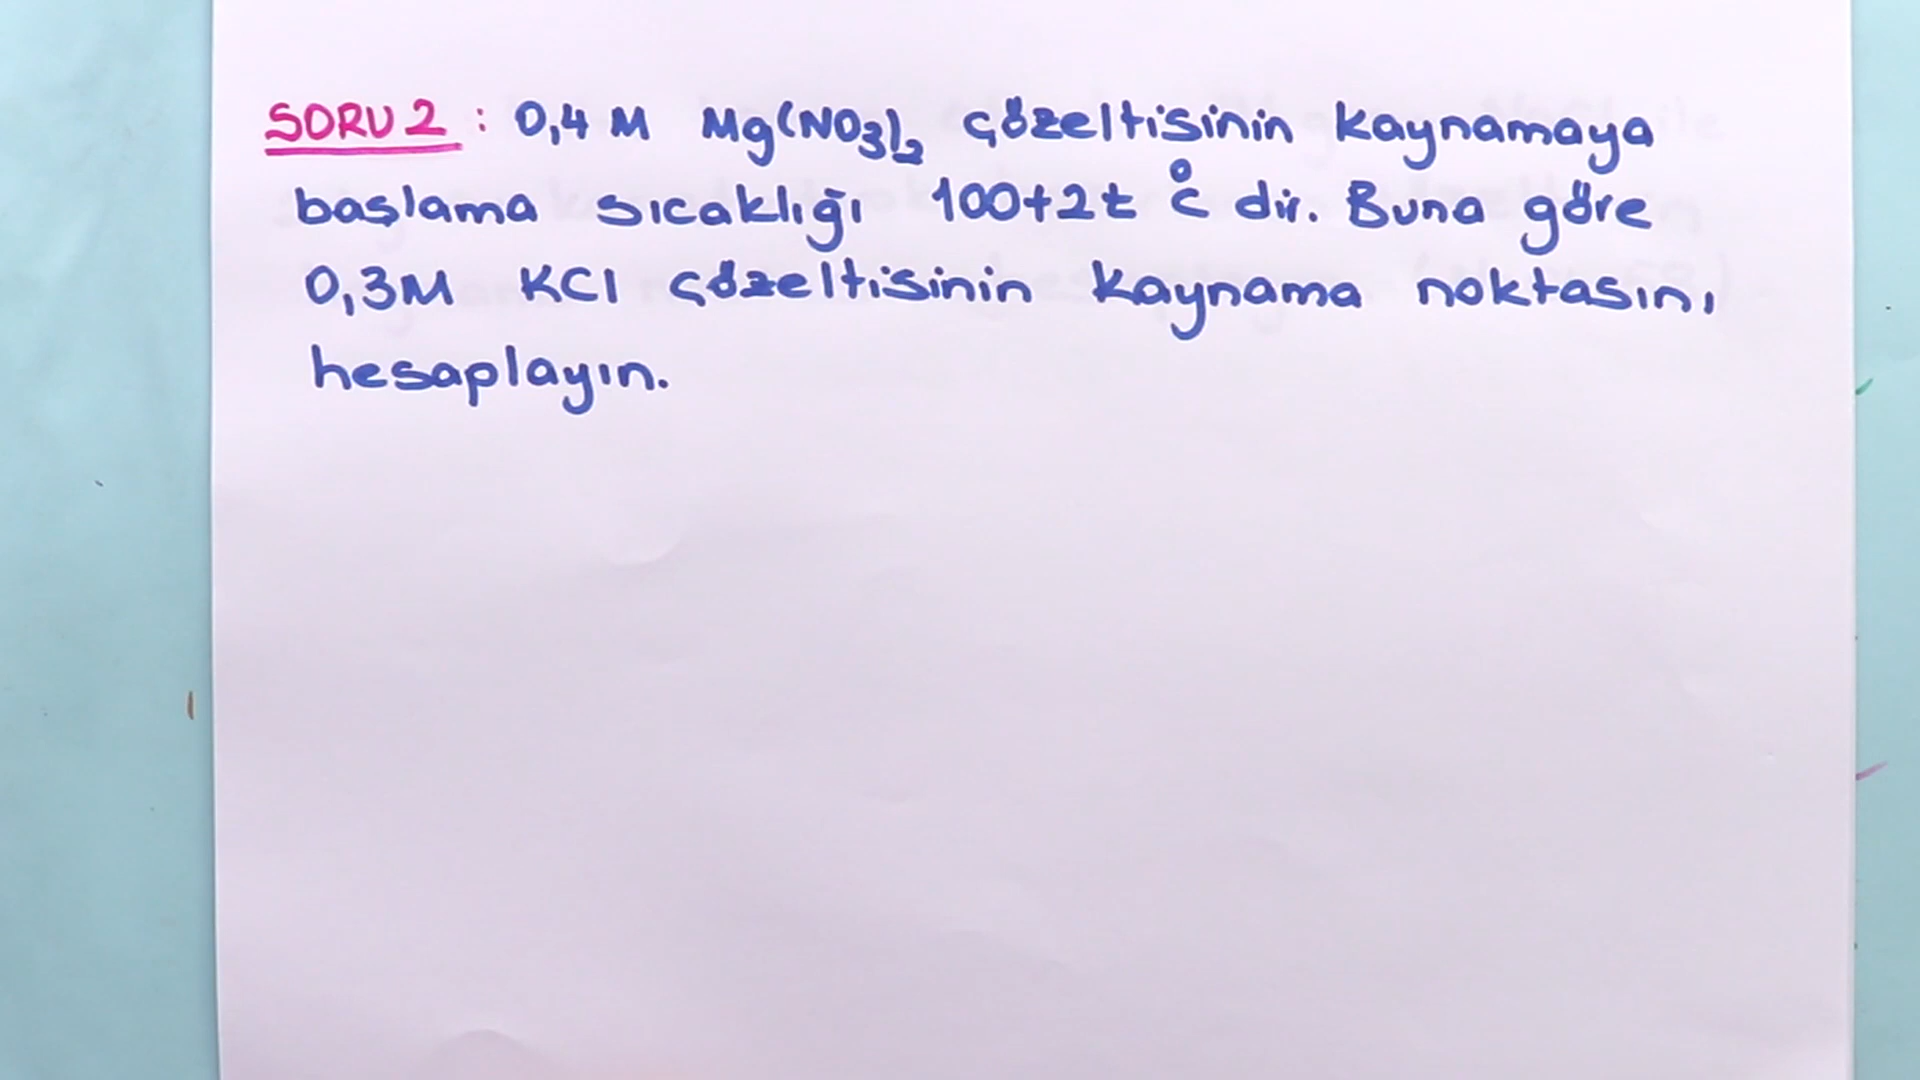 SORU 2 : 0,4 M Mg(NO₃)₂ çözeltisinin kaynamaya
başlama sıcaklığı 100+2t °C dir. Buna göre
0,3M KCl çözeltisinin kaynama noktasını
hesaplayın.